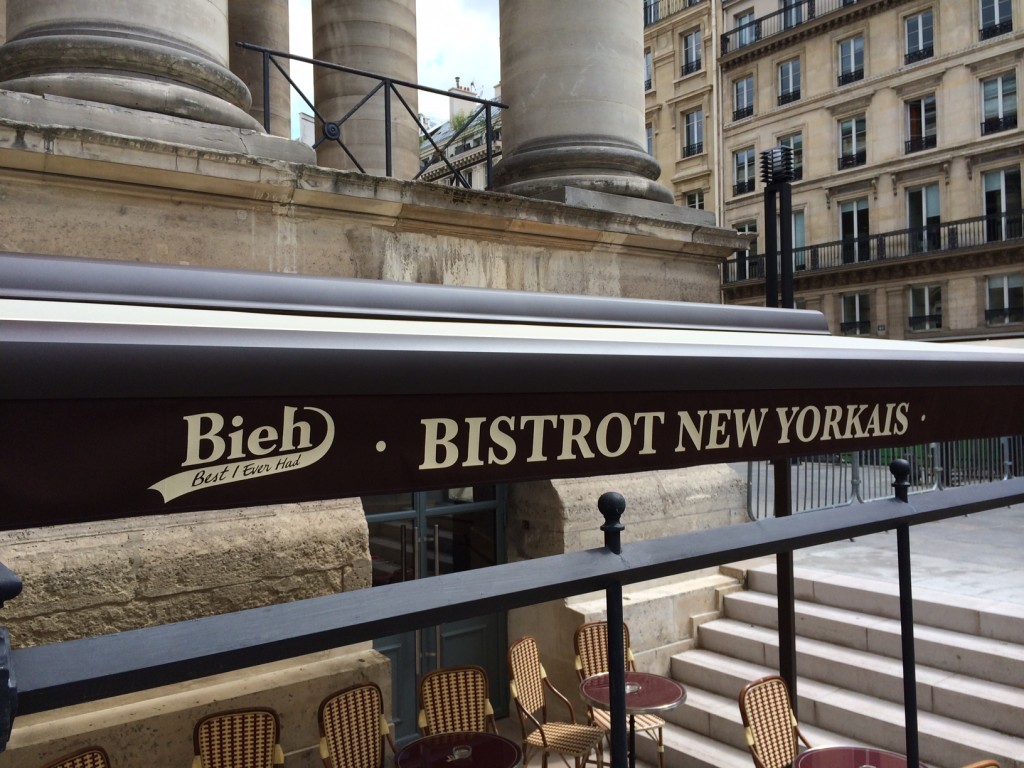 Bieh
Best I Ever Had
· BISTROT NEW YORKAIS ·